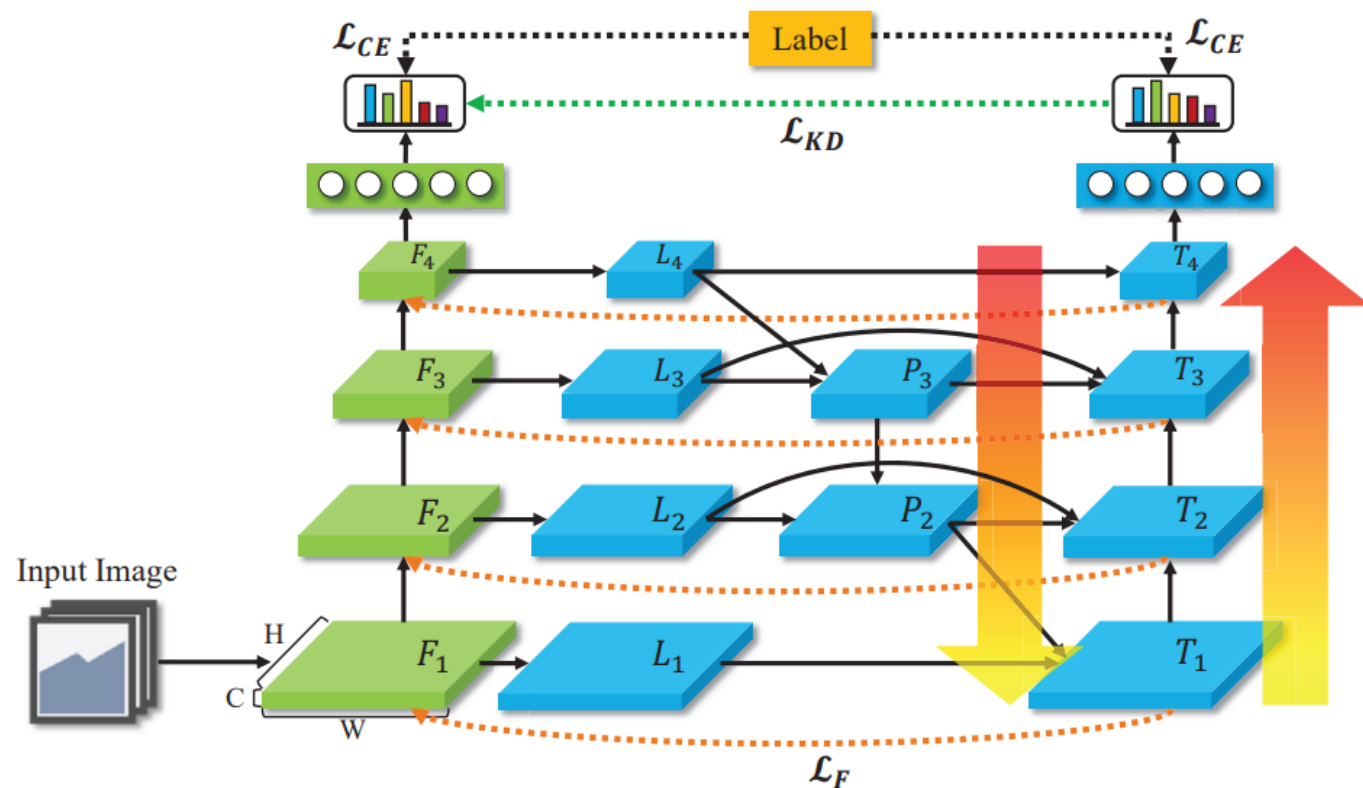 ℒ_CE Label ℒ_CE
ℒ_KD
F₄ L₄ T₄
F₃ L₃ P₃ T₃
F₂ L₂ P₂ T₂
Input Image
H
F₁ L₁ T₁
C
W
ℒ_F